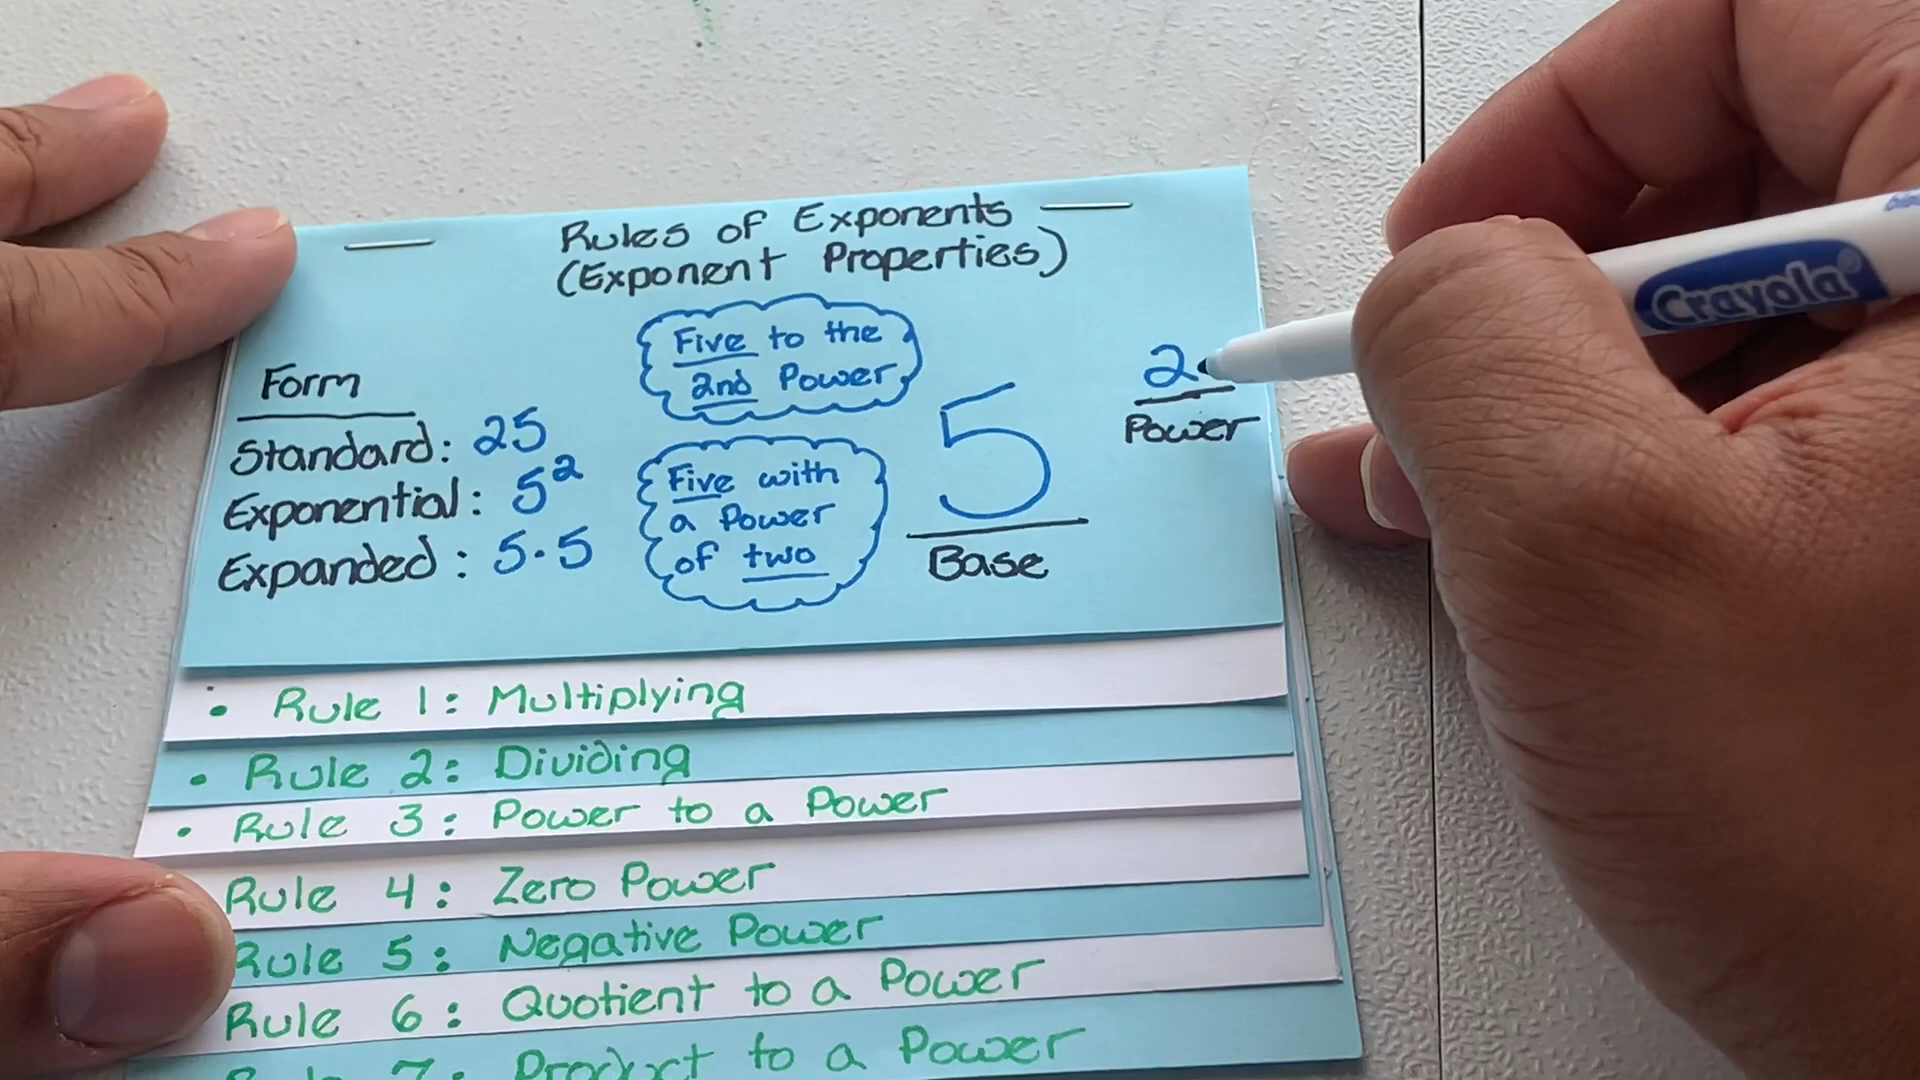 Rules of Exponents
(Exponent Properties)
Form
Standard: 25
Exponential: 5²
Expanded: 5·5
Five to the
2nd Power
Five with
a Power
of two
5
Base
2
Power
Crayola®
• Rule 1: Multiplying
• Rule 2: Dividing
• Rule 3: Power to a Power
Rule 4: Zero Power
Rule 5: Negative Power
Rule 6: Quotient to a Power
Rule 7: Product to a Power